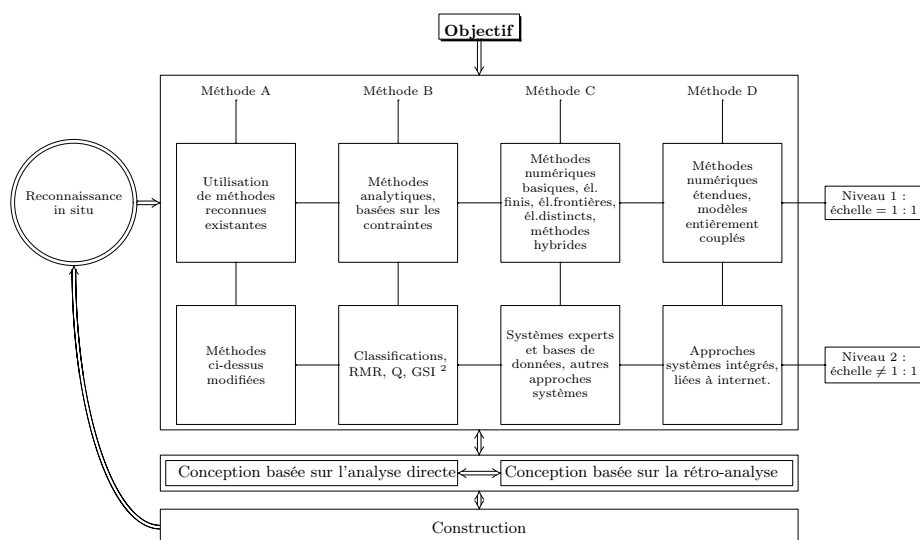 Objectif
Méthode A
Méthode B
Méthode C
Méthode D
Reconnaissance
in situ
Utilisation
de méthodes
reconnues
existantes
Méthodes
analytiques,
basées sur les
contraintes
Méthodes
numériques
basiques, él.
finis, él.frontières,
él.distincts,
méthodes
hybrides
Méthodes
numériques
étendues,
modèles
entièrement
couplés
Niveau 1 :
échelle = 1 : 1
Méthodes
ci-dessus
modifiées
Classifications,
RMR, Q, GSI ²
Systèmes experts
et bases de
données, autres
approches
systèmes
Approches
systèmes intégrés,
liées à internet.
Niveau 2 :
échelle ≠ 1 : 1
Conception basée sur l'analyse directe
Conception basée sur la rétro-analyse
Construction